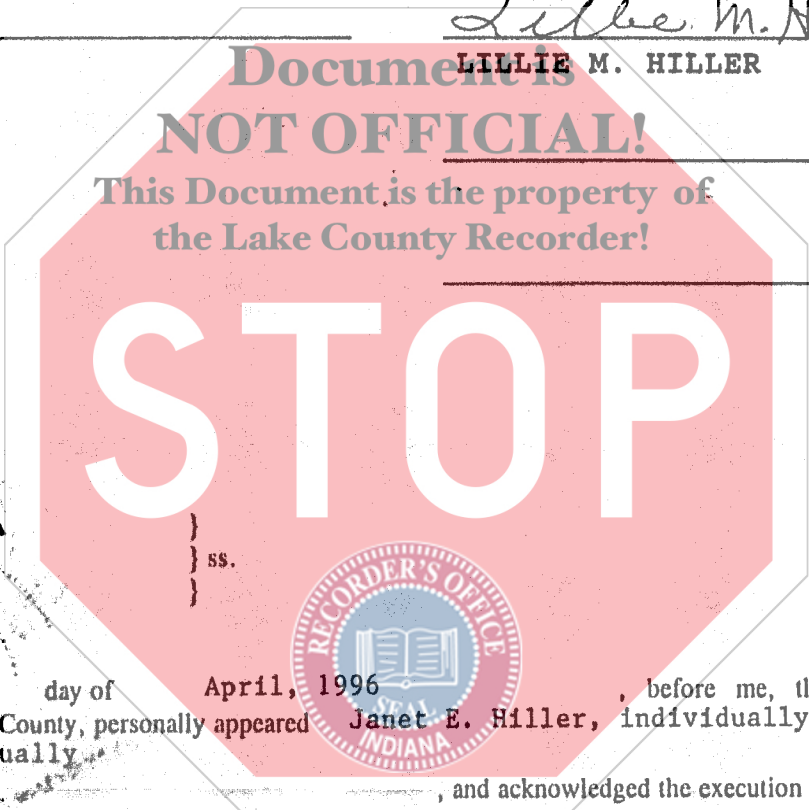 Lillie M. H
LILLIE M. HILLER
Document is
NOT OFFICIAL!
This Document is the property of
the Lake County Recorder!
STOP
} ss.
RECORDER'S OFFICE
SEAL
INDIANA
day of April, 1996 , before me, t
County, personally appeared Janet E. Hiller, individually
ually
, and acknowledged the execution